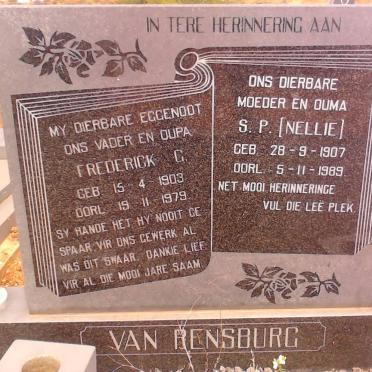 IN TERE HERINNERING AAN
MY DIERBARE EGGENOOT
ONS VADER EN OUPA
FREDERICK C.
GEB. 15 4 1903
OORL. 19 11 1979
SY HANDE HET HY NOOIT GE
SPAAR VIR ONS GEWERK AL
WAS DIT SWAAR. DANKIE LIEF
VIR AL DIE MOOI JARE SAAM.
ONS DIERBARE
MOEDER EN OUMA
S. P. [NELLIE]
GEB. 28 - 9 - 1907
OORL. 5 - 11 - 1989
NET MOOI HERINNERINGE
VUL DIE LEË PLEK.
VAN RENSBURG